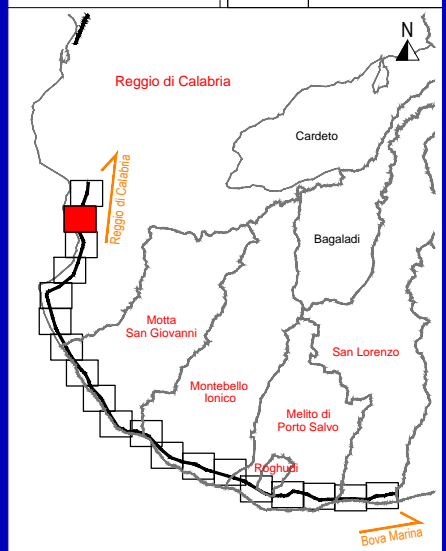 N
Reggio di Calabria
Cardeto
Reggio di Calabria
Bagaladi
Motta
San Giovanni
San Lorenzo
Montebello
Ionico
Melito di
Porto Salvo
Roghudi
Bova Marina